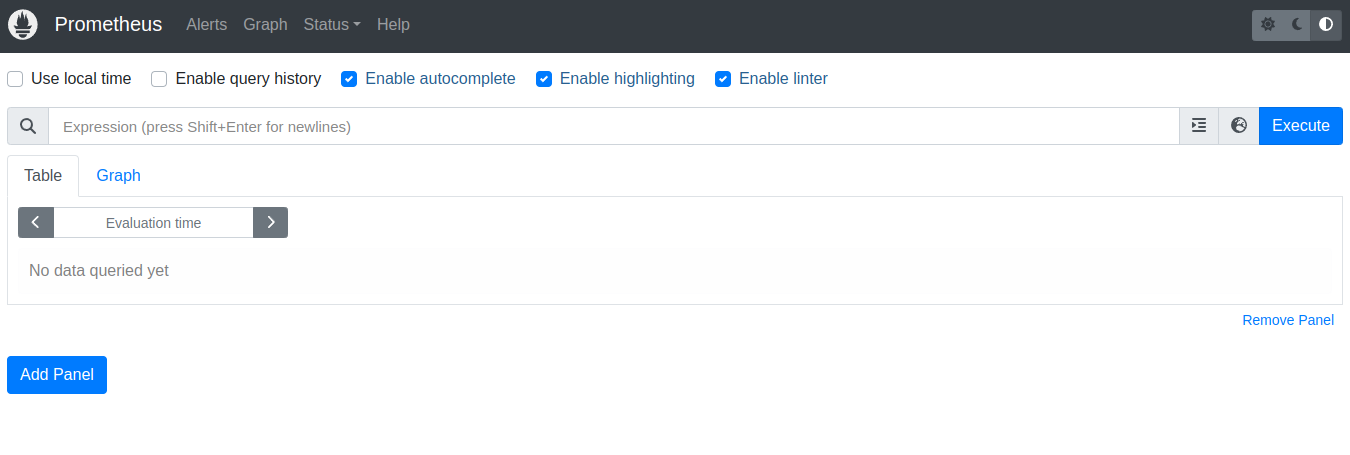 Prometheus Alerts Graph Status Help
Use local time Enable query history Enable autocomplete Enable highlighting Enable linter
Expression (press Shift+Enter for newlines) Execute
Table Graph
Evaluation time
No data queried yet
Remove Panel
Add Panel